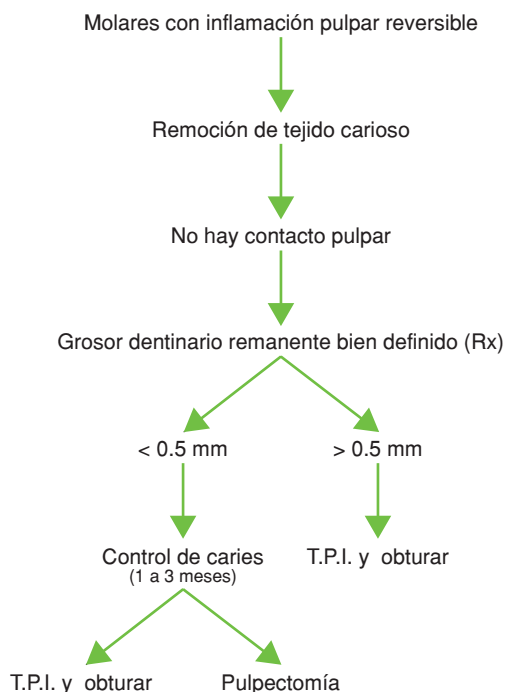 Molares con inflamación pulpar reversible
Remoción de tejido carioso
No hay contacto pulpar
Grosor dentinario remanente bien definido (Rx)
< 0.5 mm
> 0.5 mm
Control de caries
(1 a 3 meses)
T.P.I. y obturar
T.P.I. y obturar
Pulpectomía